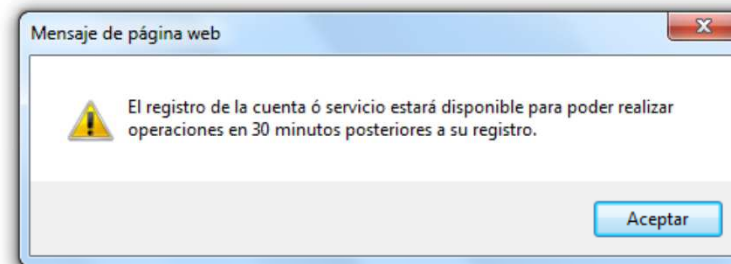 Mensaje de página web
El registro de la cuenta ó servicio estará disponible para poder realizar
operaciones en 30 minutos posteriores a su registro.
Aceptar